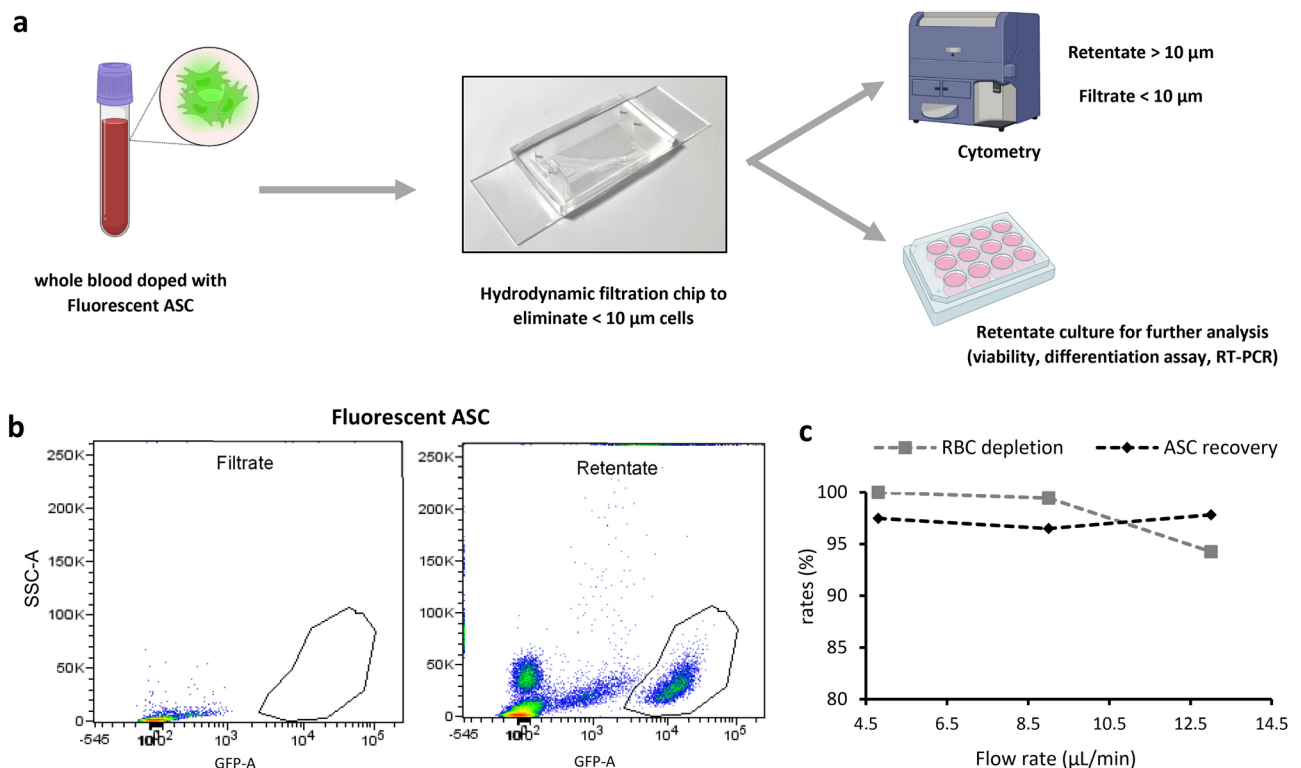 a
whole blood doped with
Fluorescent ASC
Hydrodynamic filtration chip to
eliminate < 10 µm cells
Retentate > 10 µm
Filtrate < 10 µm
Cytometry
Retentate culture for further analysis
(viability, differentiation assay, RT-PCR)
b
Fluorescent ASC
Filtrate
SSC-A
250K
200K
150K
100K
50K
0
-545
10²
10³
10⁴
10⁵
GFP-A
Retentate
250K
200K
150K
100K
50K
0
-545
10²
10³
10⁴
10⁵
GFP-A
c
RBC depletion
ASC recovery
rates (%)
100
95
90
85
80
4.5
6.5
8.5
10.5
12.5
14.5
Flow rate (µL/min)